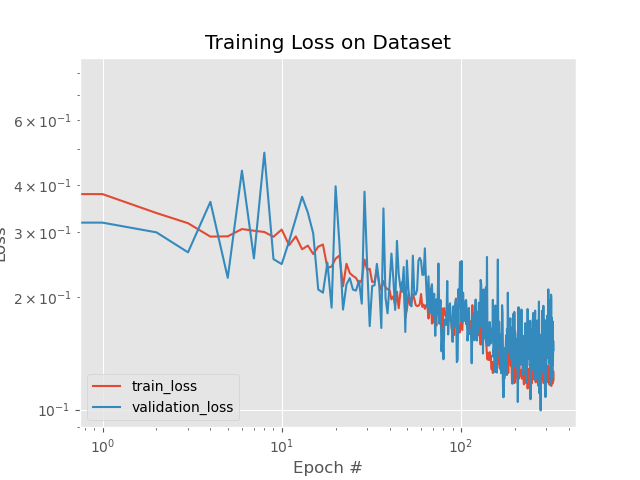 Training Loss on Dataset
6 × 10⁻¹
4 × 10⁻¹
3 × 10⁻¹
2 × 10⁻¹
10⁻¹
Loss
train_loss
validation_loss
10⁰ 10¹ 10²
Epoch #